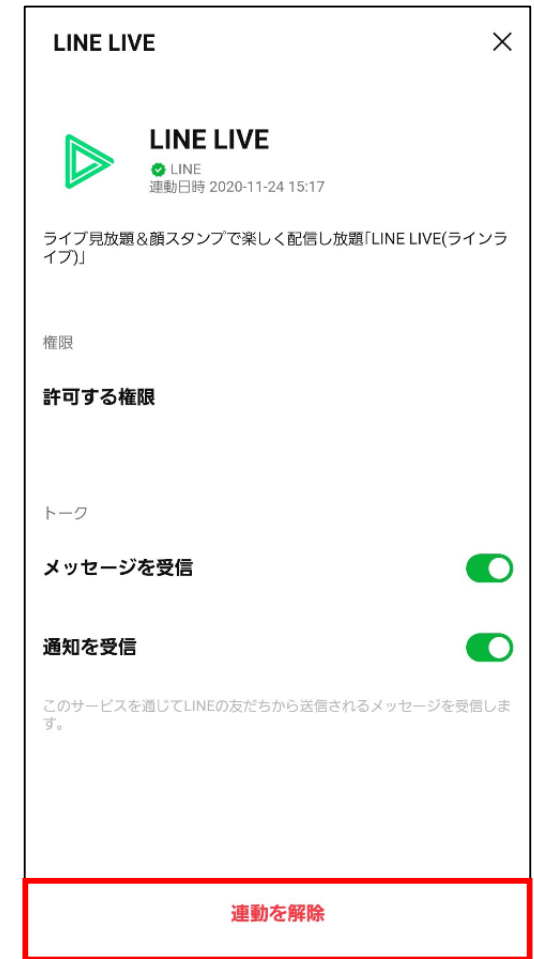 LINE LIVE
LINE LIVE
LINE
連動日時 2020-11-24 15:17
ライブ見放題&顔スタンプで楽しく配信し放題「LINE LIVE(ラインラ
イブ)」
権限
許可する権限
トーク
メッセージを受信
通知を受信
このサービスを通じてLINEの友だちから送信されるメッセージを受信しま
す。
連動を解除